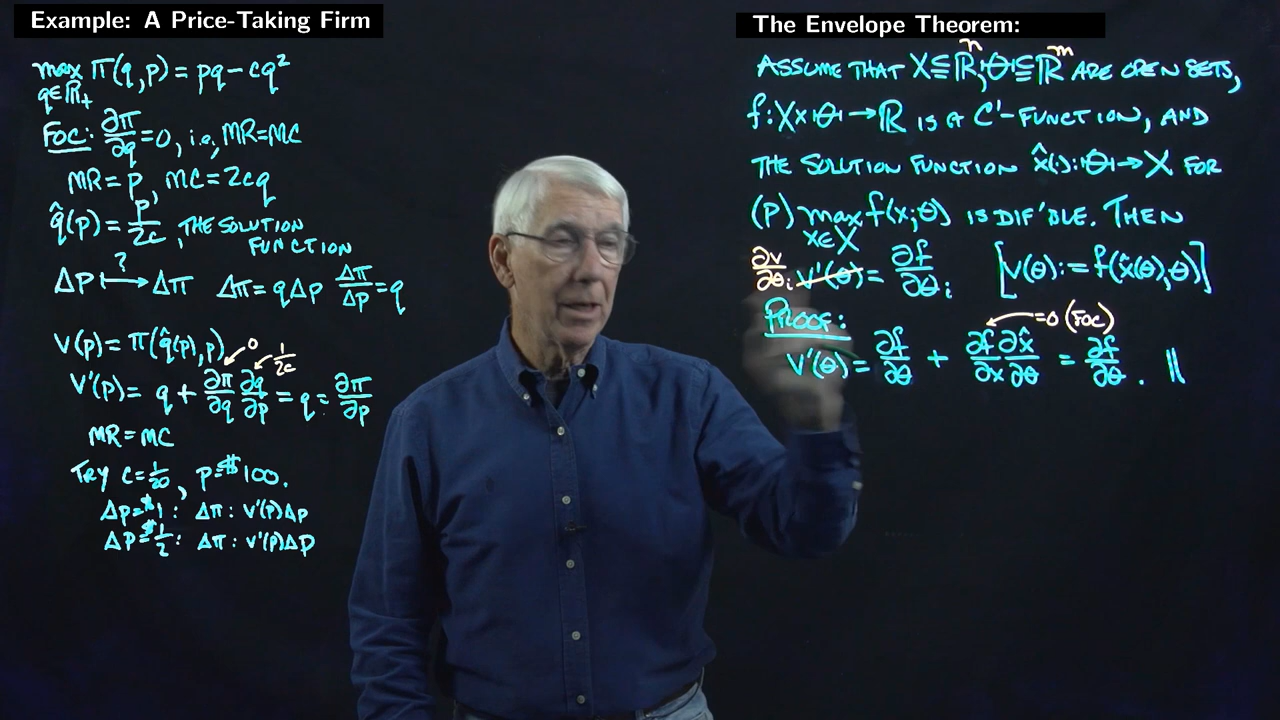 Example: A Price-Taking Firm
max π(q,p) = pq − cq²
q∈ℝ₊
FOC: ∂π/∂q = 0, i.e., MR=MC
MR = p, MC = 2cq
q̂(p) = p/2c, THE SOLUTION
FUNCTION
?
Δp ⟼ Δπ Δπ = qΔp Δπ/Δp = q
v(p) = π(q̂(p), p) 0 1/2c
v'(p) = q + ∂π/∂q ∂q/∂p = q = ∂π/∂p
MR = MC
TRY c = 1/20, p = $100.
Δp = $1: Δπ: v'(p)Δp
Δp = $1/2: Δπ: v'(p)Δp
The Envelope Theorem:
ASSUME THAT X ⊆ ℝⁿ, Θ ⊆ ℝᵐ ARE OPEN SETS,
f: X×Θ → ℝ IS A C'-FUNCTION, AND
THE SOLUTION FUNCTION x̂(·): Θ → X FOR
(P) max f(x;θ) IS DIF'BLE. THEN
x∈X
∂v/∂θᵢ v'(θ) = ∂f/∂θᵢ [v(θ) := f(x̂(θ),θ)]
PROOF: =0 (FOC)
v'(θ) = ∂f/∂θ + ∂f/∂x ∂x̂/∂θ = ∂f/∂θ. ||